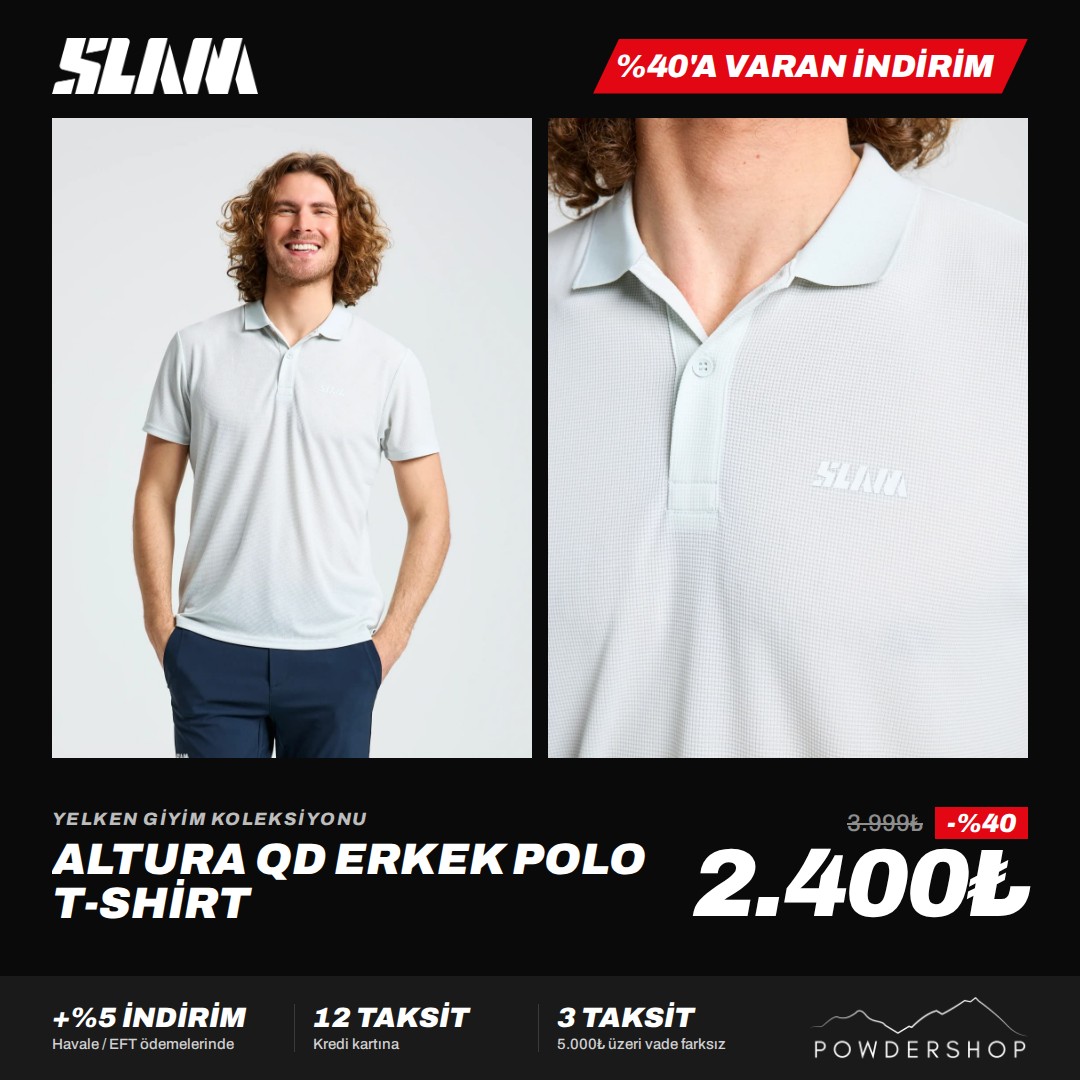 SLAM
%40'A VARAN İNDİRİM
SLAM
YELKEN GİYİM KOLEKSİYONU
3.999₺
-%40
ALTURA QD ERKEK POLO
T-SHİRT
2.400₺
+%5 İNDİRİM
Havale / EFT ödemelerinde
12 TAKSİT
Kredi kartına
3 TAKSİT
5.000₺ üzeri vade farksız
POWDERSHOP